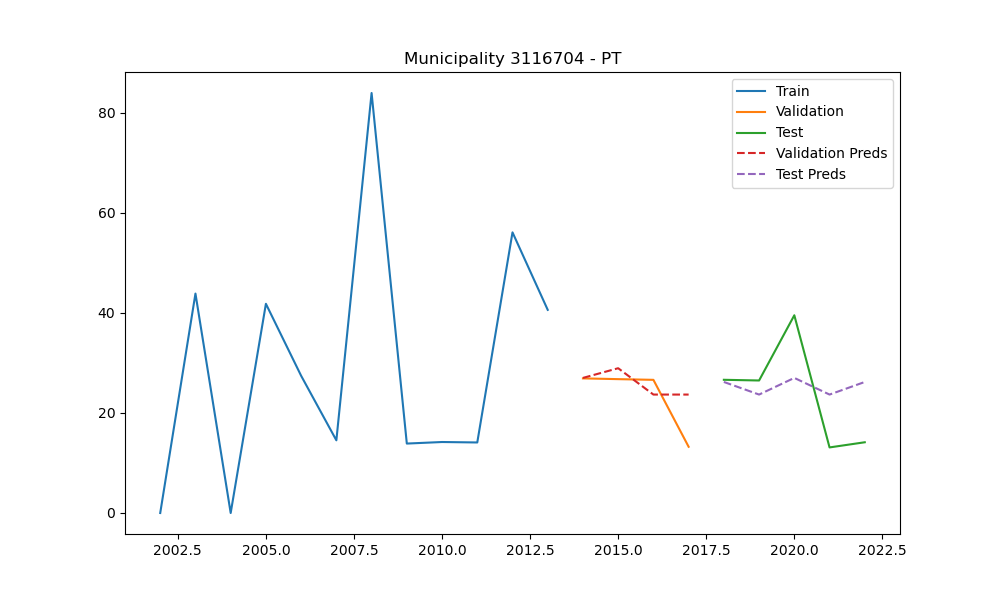 Municipality 3116704 - PT
Train
Validation
Test
Validation Preds
Test Preds
80
60
40
20
0
2002.5 2005.0 2007.5 2010.0 2012.5 2015.0 2017.5 2020.0 2022.5